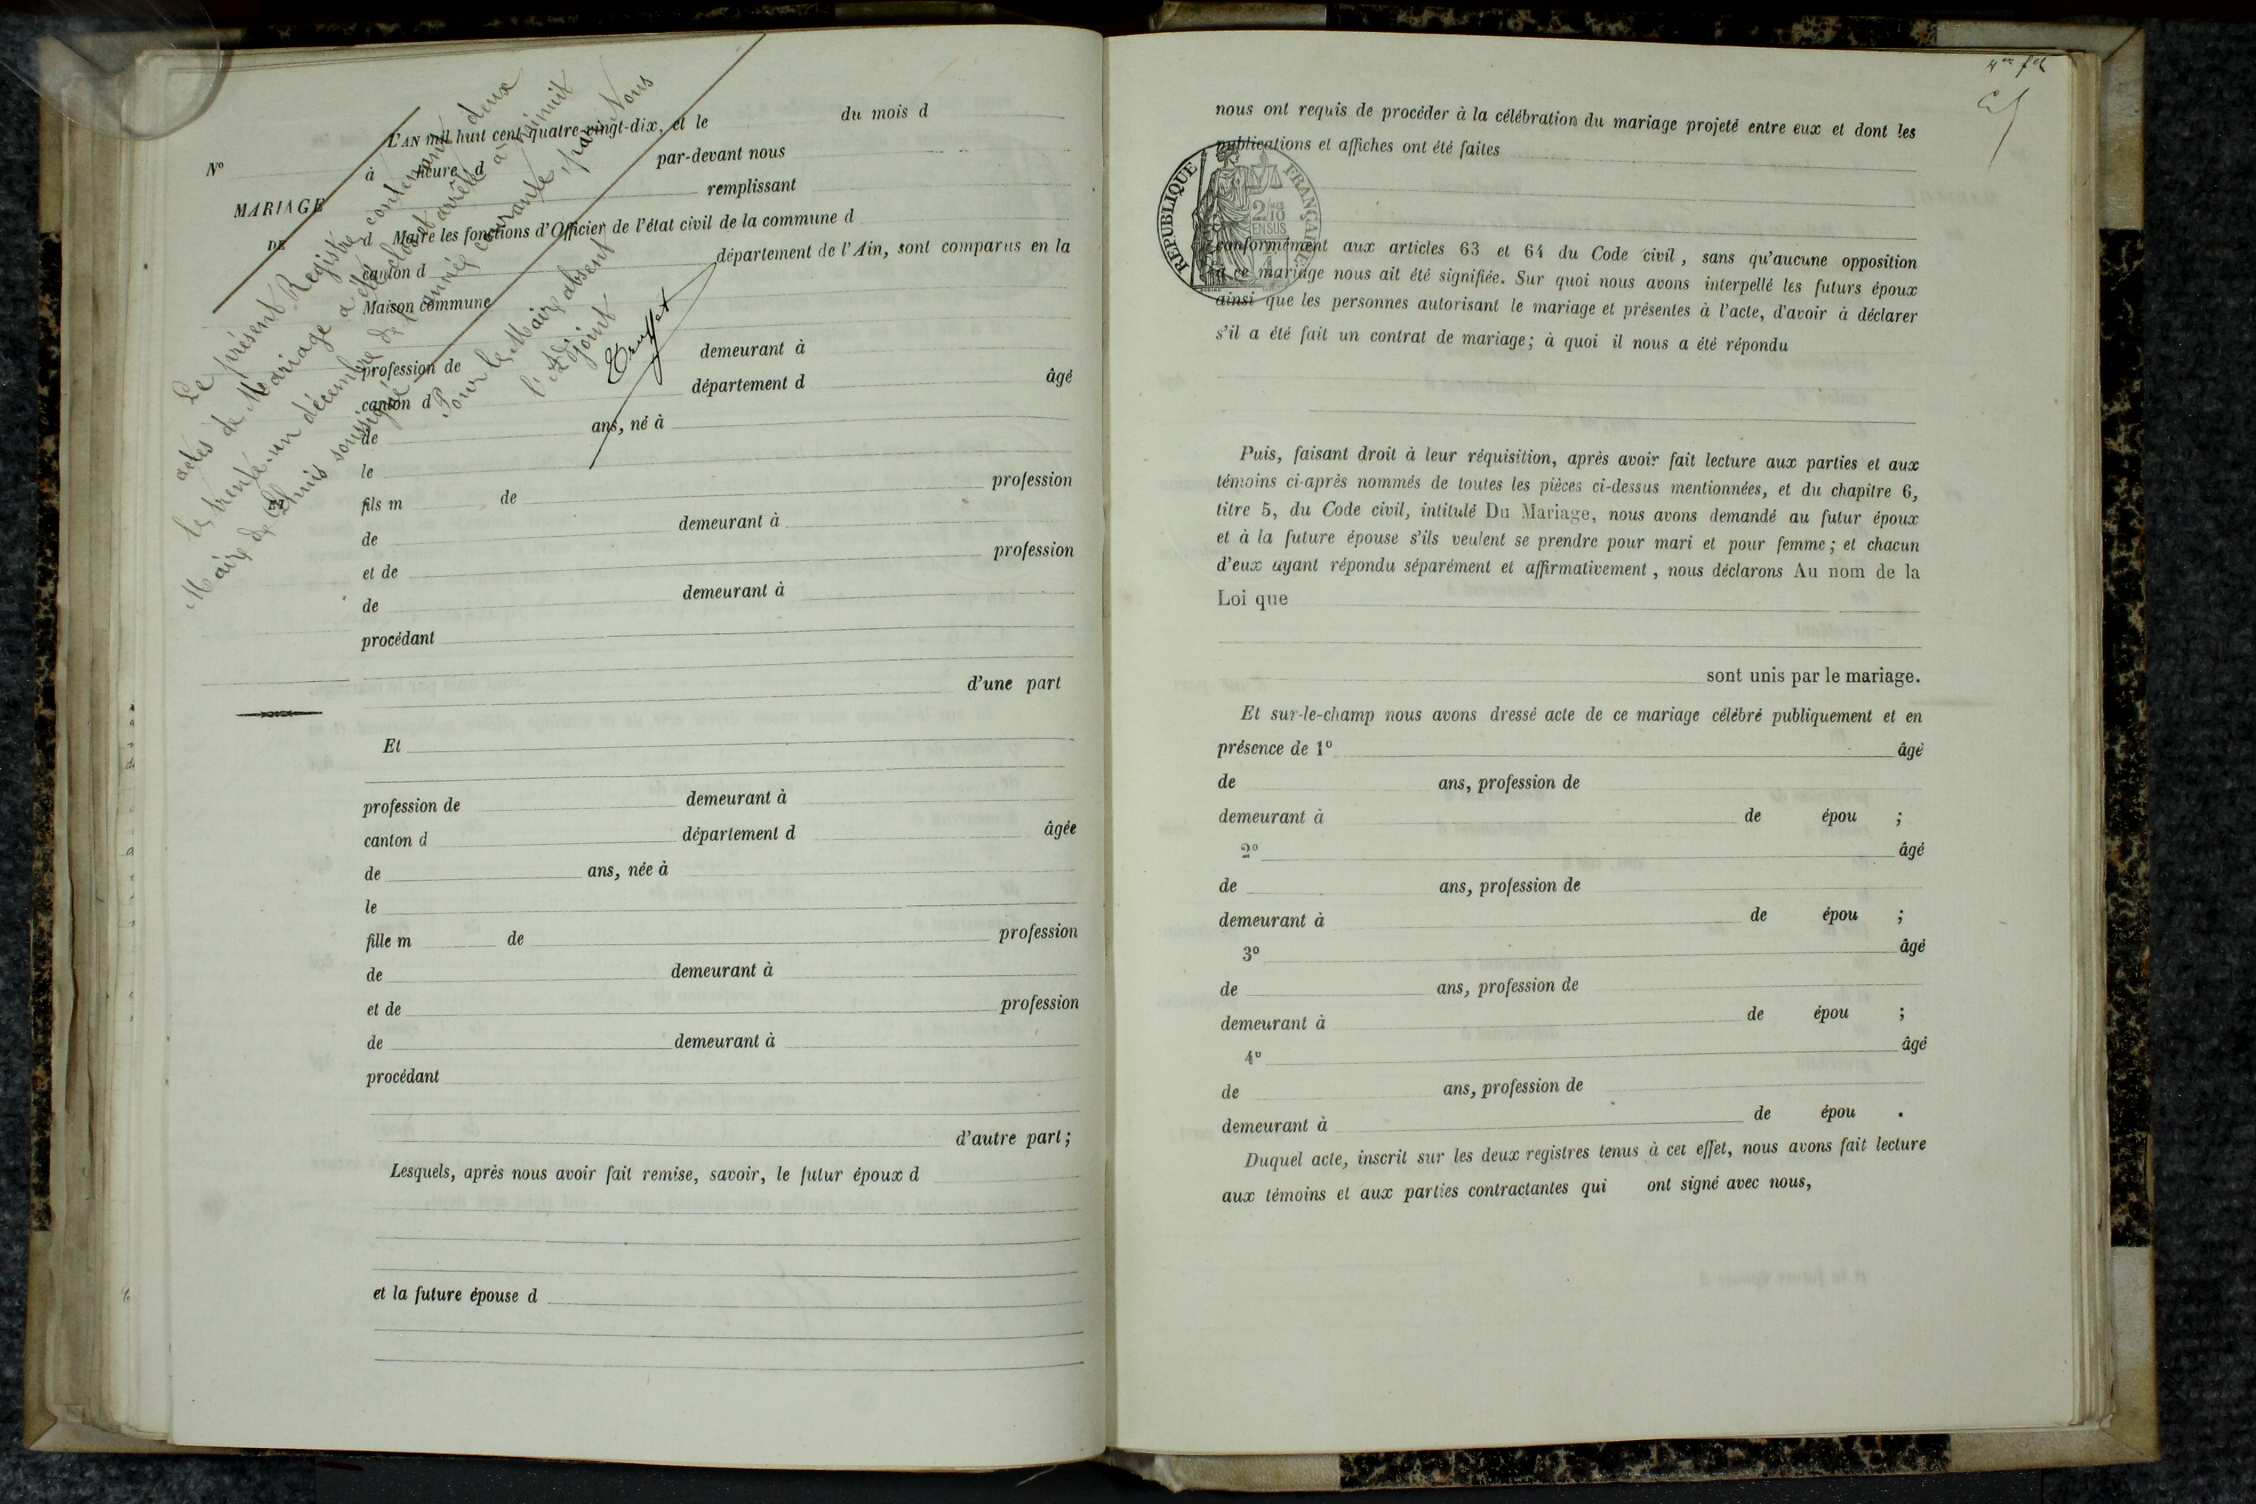 Le présent Registre contenant deux
actes de Mariage a été clos et arrêté à minuit
le trente-un décembre de l'année courante, par Nous
Maire de Lhuis soussigné
Pour le Maire absent
l'Adjoint
Nº
MARIAGE
DE
ET
L'AN mil huit cent quatre-vingt-dix, et le du mois d
à heure d par-devant nous
remplissant
d Maire les fonctions d'Officier de l'état civil de la commune d
canton d département de l'Ain, sont comparus en la
Maison commune
profession de demeurant à
canton d département d âgé
de ans, né à
le
fils m de profession
de demeurant à
et de profession
de demeurant à
procédant
d'une part
Et
profession de demeurant à
canton d département d âgée
de ans, née à
le
fille m de profession
de demeurant à
et de profession
de demeurant à
procédant
d'autre part;
Lesquels, après nous avoir fait remise, savoir, le futur époux d
et la future épouse d
nous ont requis de procéder à la célébration du mariage projeté entre eux et dont les
publications et affiches ont été faites
RÉPUBLIQUE FRANÇAISE
conformément aux articles 63 et 64 du Code civil, sans qu'aucune opposition
à ce mariage nous ait été signifiée. Sur quoi nous avons interpellé les futurs époux
ainsi que les personnes autorisant le mariage et présentes à l'acte, d'avoir à déclarer
s'il a été fait un contrat de mariage; à quoi il nous a été répondu
Puis, faisant droit à leur réquisition, après avoir fait lecture aux parties et aux
témoins ci-après nommés de toutes les pièces ci-dessus mentionnées, et du chapitre 6,
titre 5, du Code civil, intitulé Du Mariage, nous avons demandé au futur époux
et à la future épouse s'ils veulent se prendre pour mari et pour femme; et chacun
d'eux ayant répondu séparément et affirmativement, nous déclarons Au nom de la
Loi que
sont unis par le mariage.
Et sur-le-champ nous avons dressé acte de ce mariage célébré publiquement et en
présence de 1º âgé
de ans, profession de
demeurant à de épou ;
2º âgé
de ans, profession de
demeurant à de épou ;
3º âgé
de ans, profession de
demeurant à de épou ;
4º âgé
de ans, profession de
demeurant à de épou .
Duquel acte, inscrit sur les deux registres tenus à cet effet, nous avons fait lecture
aux témoins et aux parties contractantes qui ont signé avec nous,